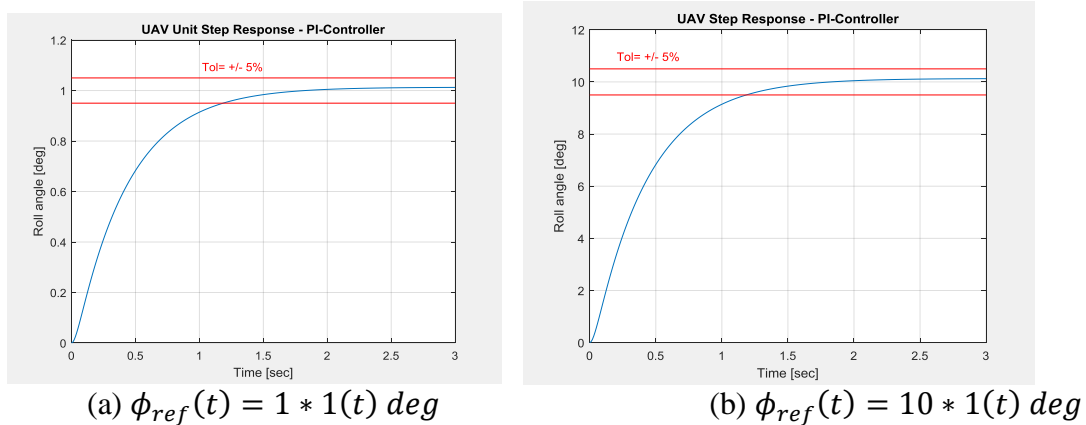 UAV Unit Step Response - PI-Controller
1.2
1
0.8
0.6
0.4
0.2
0
Roll angle [deg]
Tol= +/- 5%
0 0.5 1 1.5 2 2.5 3
Time [sec]
(a) ϕ_ref(t) = 1 * 1(t) deg
UAV Step Response - PI-Controller
12
10
8
6
4
2
0
Roll angle [deg]
Tol= +/- 5%
0 0.5 1 1.5 2 2.5 3
Time [sec]
(b) ϕ_ref(t) = 10 * 1(t) deg